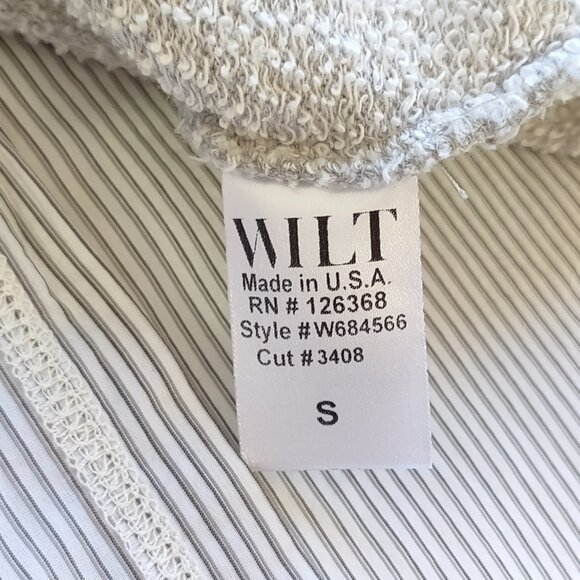 WILT
Made in U.S.A.
RN # 126368
Style #W684566
Cut #3408
S